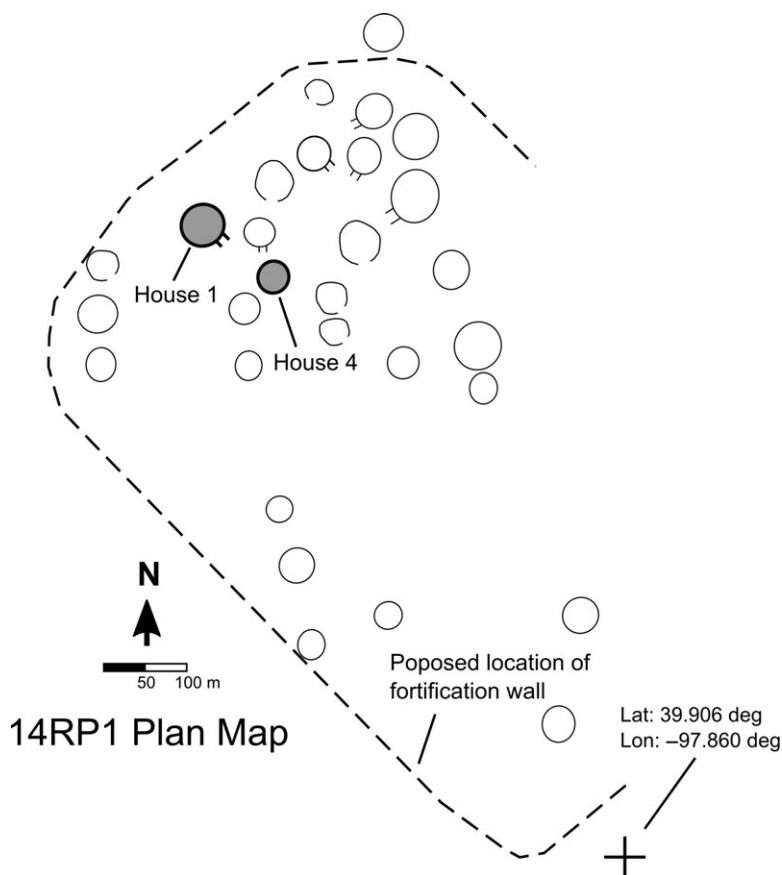 House 1
House 4
N
50 100 m
14RP1 Plan Map
Poposed location of
fortification wall
Lat: 39.906 deg
Lon: –97.860 deg